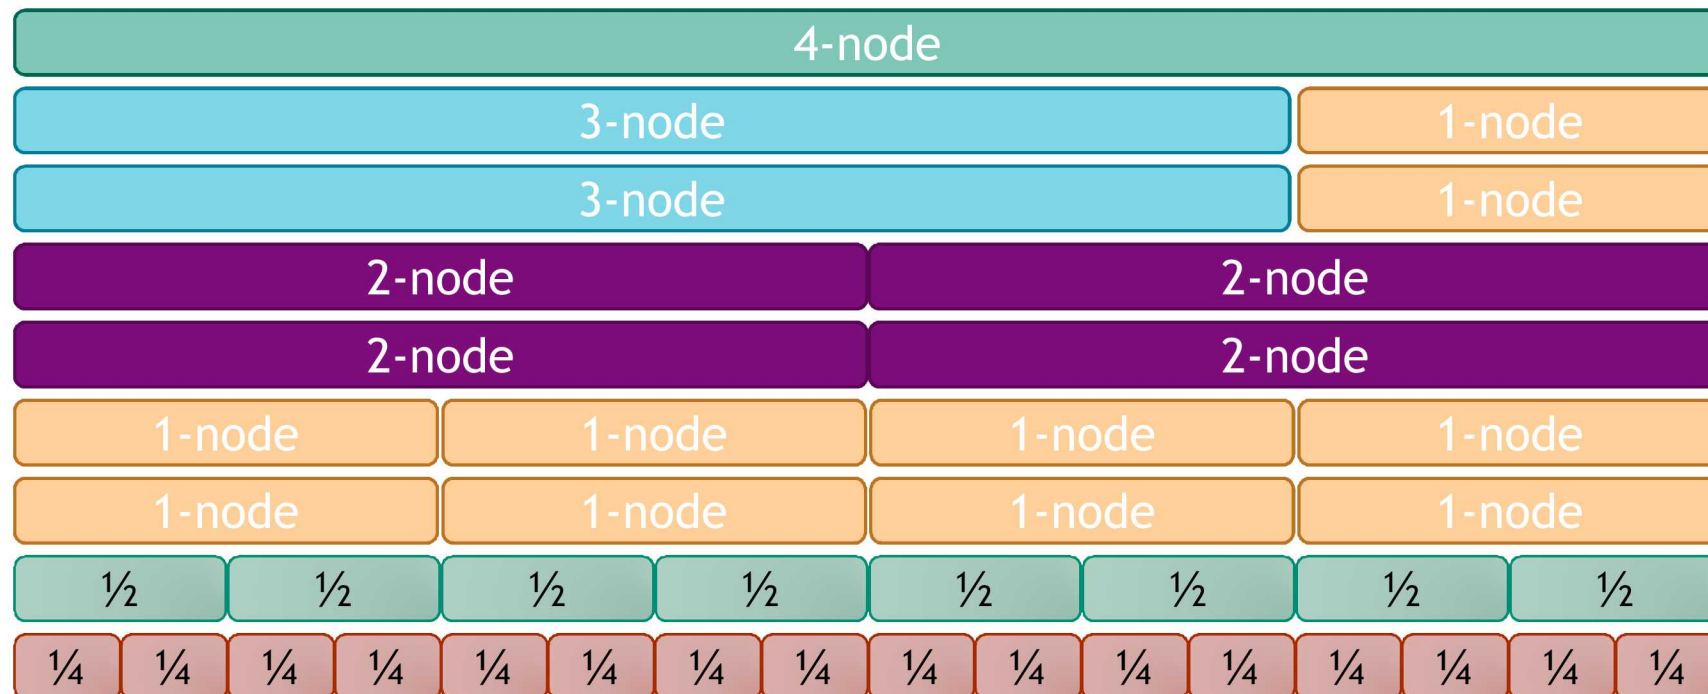 4-node
3-node 1-node
3-node 1-node
2-node 2-node
2-node 2-node
1-node 1-node 1-node 1-node
1-node 1-node 1-node 1-node
½ ½ ½ ½ ½ ½ ½ ½
¼ ¼ ¼ ¼ ¼ ¼ ¼ ¼ ¼ ¼ ¼ ¼ ¼ ¼ ¼ ¼